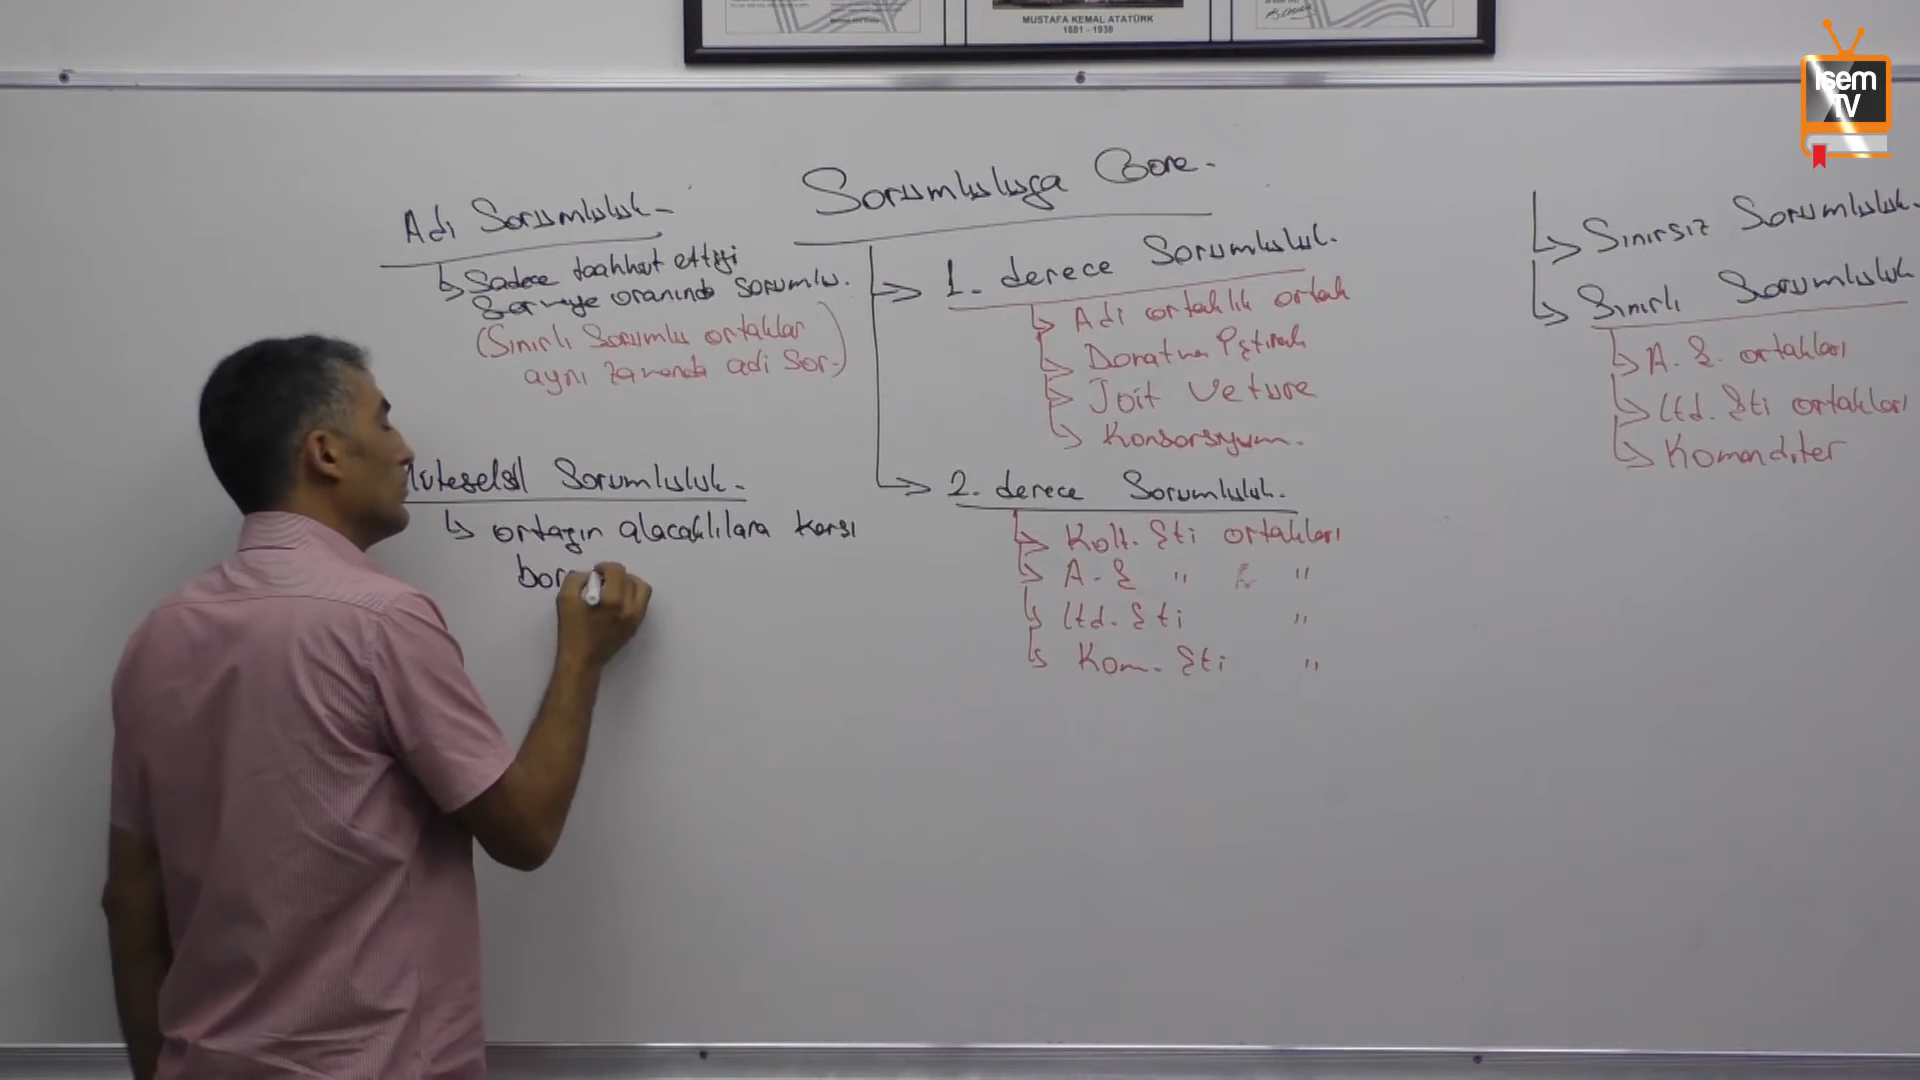 MUSTAFA KEMAL ATATÜRK
1881 - 1938
isem
TV
Sorumluluğa Göre.
Adi Sorumluluk
Sadece taahhüt ettiği
Sermaye oranında sorumlu.
(Sınırlı Sorumlu ortaklar
aynı zamanda adi Sor.)
Müteselsil Sorumluluk.
ortağın alacaklılara karşı
bor
1. derece Sorumluluk.
Adi ortaklık ortak
Donatma İştirak
Joit Veture
Konsorsiyum.
2. derece Sorumluluk.
Koll. Şti ortakları
A.Ş " "
Ltd. Şti "
Kom. Şti "
Sınırsız Sorumluluk.
Sınırlı Sorumluluk
A.Ş. ortakları
Ltd. Şti ortakları
Komanditer